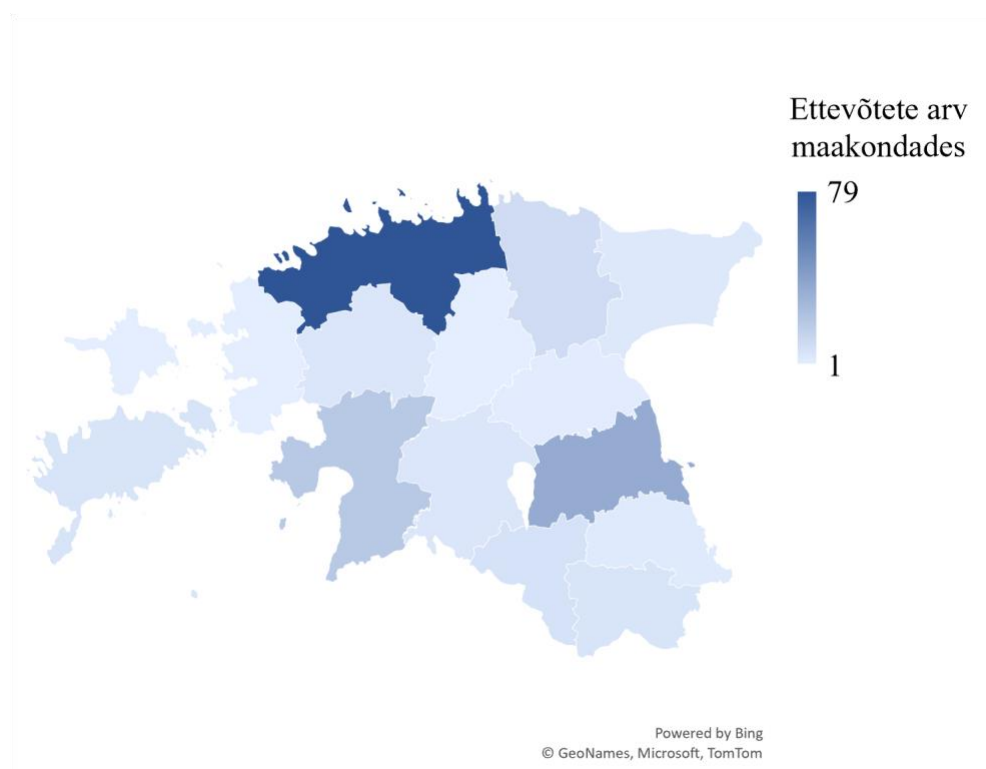 Ettevõtete arv
maakondades
79
1
Powered by Bing
© GeoNames, Microsoft, TomTom